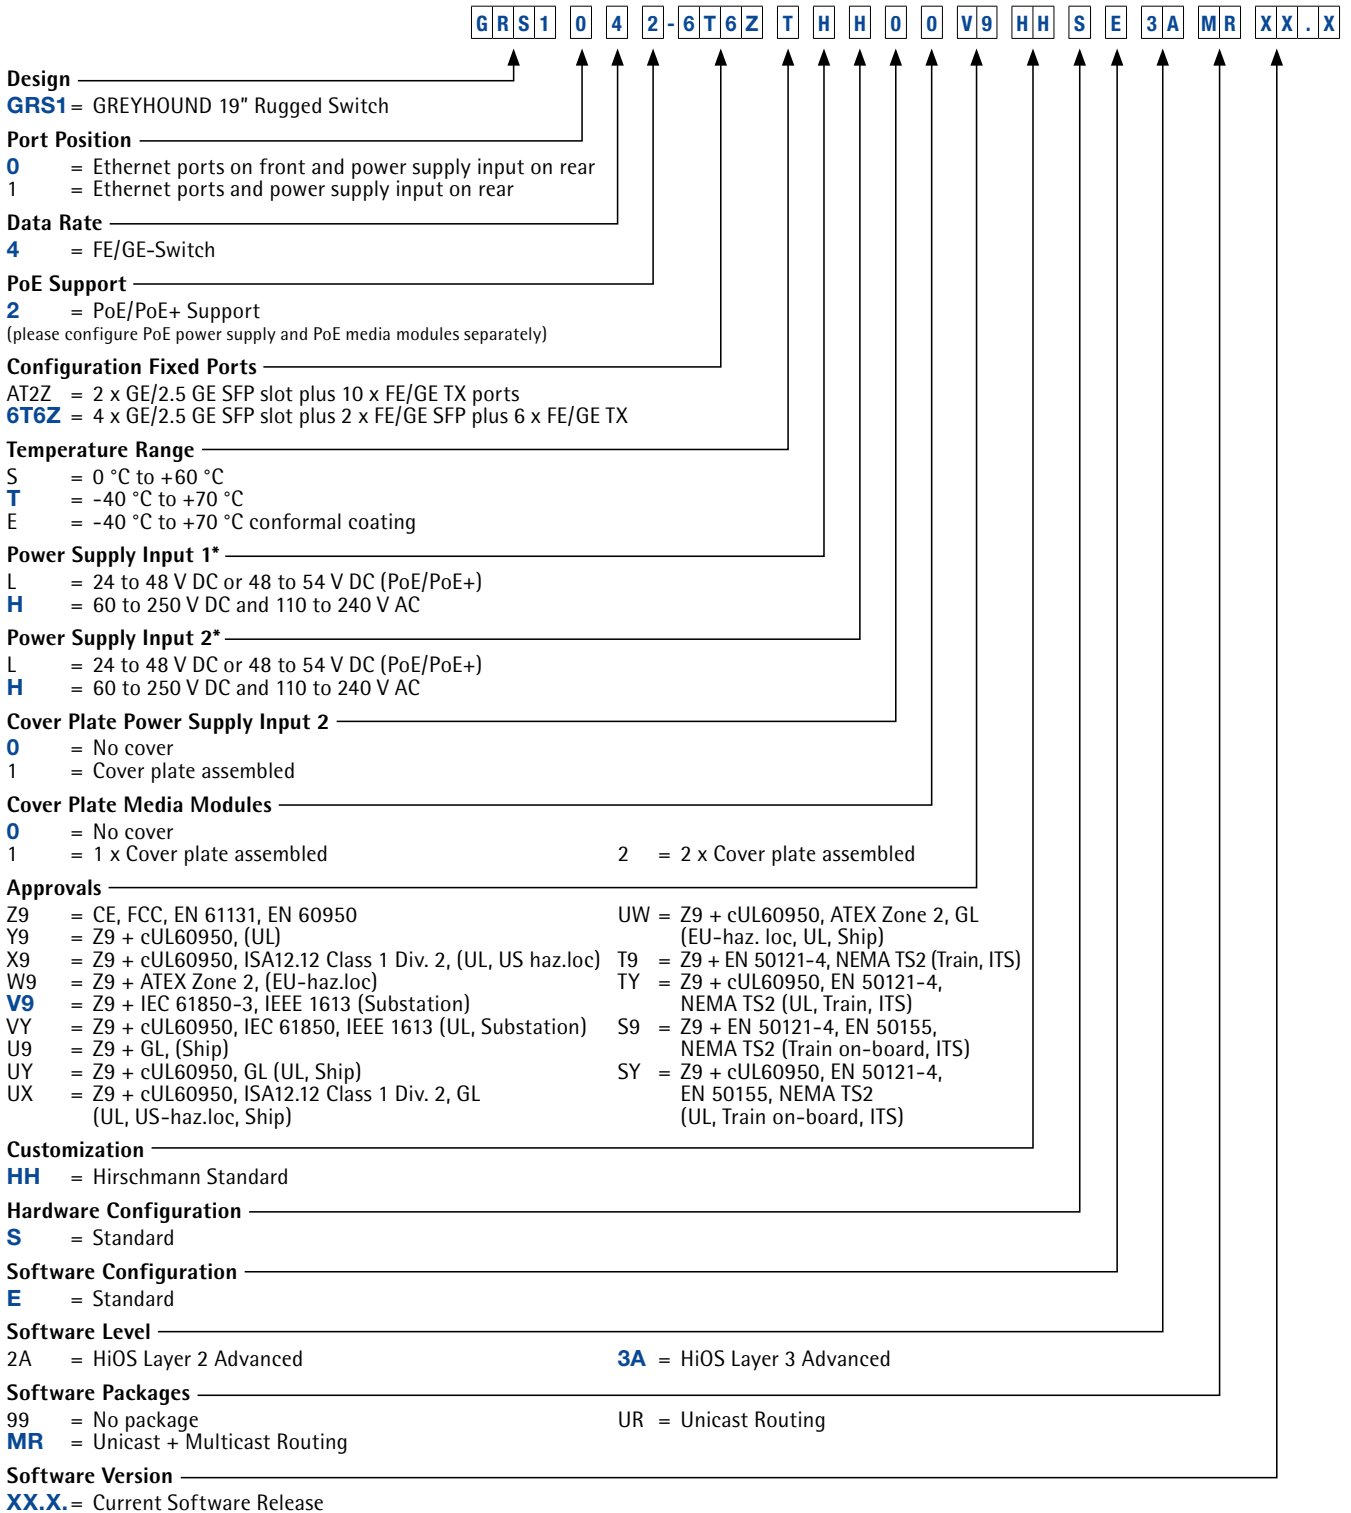 GRS1 0 4 2-6T6Z T H H 0 0 V9 HH S E 3A MR XX.X
Design
GRS1 = GREYHOUND 19" Rugged Switch
Port Position
0 = Ethernet ports on front and power supply input on rear
1 = Ethernet ports and power supply input on rear
Data Rate
4 = FE/GE-Switch
PoE Support
2 = PoE/PoE+ Support
(please configure PoE power supply and PoE media modules separately)
Configuration Fixed Ports
AT2Z = 2 x GE/2.5 GE SFP slot plus 10 x FE/GE TX ports
6T6Z = 4 x GE/2.5 GE SFP slot plus 2 x FE/GE SFP plus 6 x FE/GE TX
Temperature Range
S = 0 °C to +60 °C
T = -40 °C to +70 °C
E = -40 °C to +70 °C conformal coating
Power Supply Input 1*
L = 24 to 48 V DC or 48 to 54 V DC (PoE/PoE+)
H = 60 to 250 V DC and 110 to 240 V AC
Power Supply Input 2*
L = 24 to 48 V DC or 48 to 54 V DC (PoE/PoE+)
H = 60 to 250 V DC and 110 to 240 V AC
Cover Plate Power Supply Input 2
0 = No cover
1 = Cover plate assembled
Cover Plate Media Modules
0 = No cover
1 = 1 x Cover plate assembled
2 = 2 x Cover plate assembled
Approvals
Z9 = CE, FCC, EN 61131, EN 60950
Y9 = Z9 + cUL60950, (UL)
X9 = Z9 + cUL60950, ISA12.12 Class 1 Div. 2, (UL, US haz.loc)
W9 = Z9 + ATEX Zone 2, (EU-haz.loc)
V9 = Z9 + IEC 61850-3, IEEE 1613 (Substation)
VY = Z9 + cUL60950, IEC 61850, IEEE 1613 (UL, Substation)
U9 = Z9 + GL, (Ship)
UY = Z9 + cUL60950, GL (UL, Ship)
UX = Z9 + cUL60950, ISA12.12 Class 1 Div. 2, GL
(UL, US-haz.loc, Ship)
UW = Z9 + cUL60950, ATEX Zone 2, GL
(EU-haz. loc, UL, Ship)
T9 = Z9 + EN 50121-4, NEMA TS2 (Train, ITS)
TY = Z9 + cUL60950, EN 50121-4,
NEMA TS2 (UL, Train, ITS)
S9 = Z9 + EN 50121-4, EN 50155,
NEMA TS2 (Train on-board, ITS)
SY = Z9 + cUL60950, EN 50121-4,
EN 50155, NEMA TS2
(UL, Train on-board, ITS)
Customization
HH = Hirschmann Standard
Hardware Configuration
S = Standard
Software Configuration
E = Standard
Software Level
2A = HiOS Layer 2 Advanced
3A = HiOS Layer 3 Advanced
Software Packages
99 = No package
UR = Unicast Routing
MR = Unicast + Multicast Routing
Software Version
XX.X. = Current Software Release